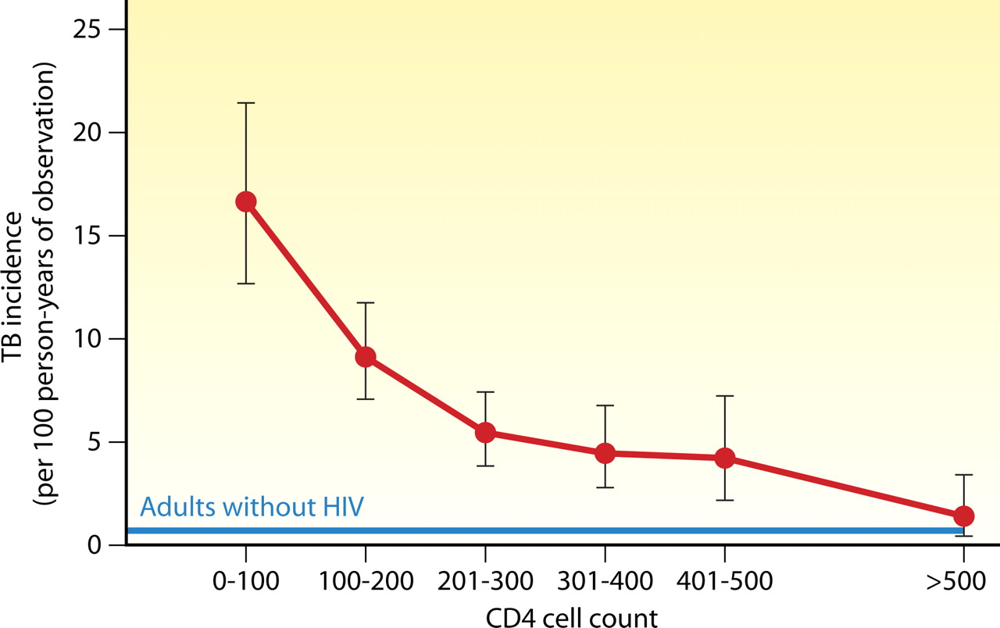 25
20
15
10
5
0
TB incidence
(per 100 person-years of observation)
Adults without HIV
0-100 100-200 201-300 301-400 401-500 >500
CD4 cell count